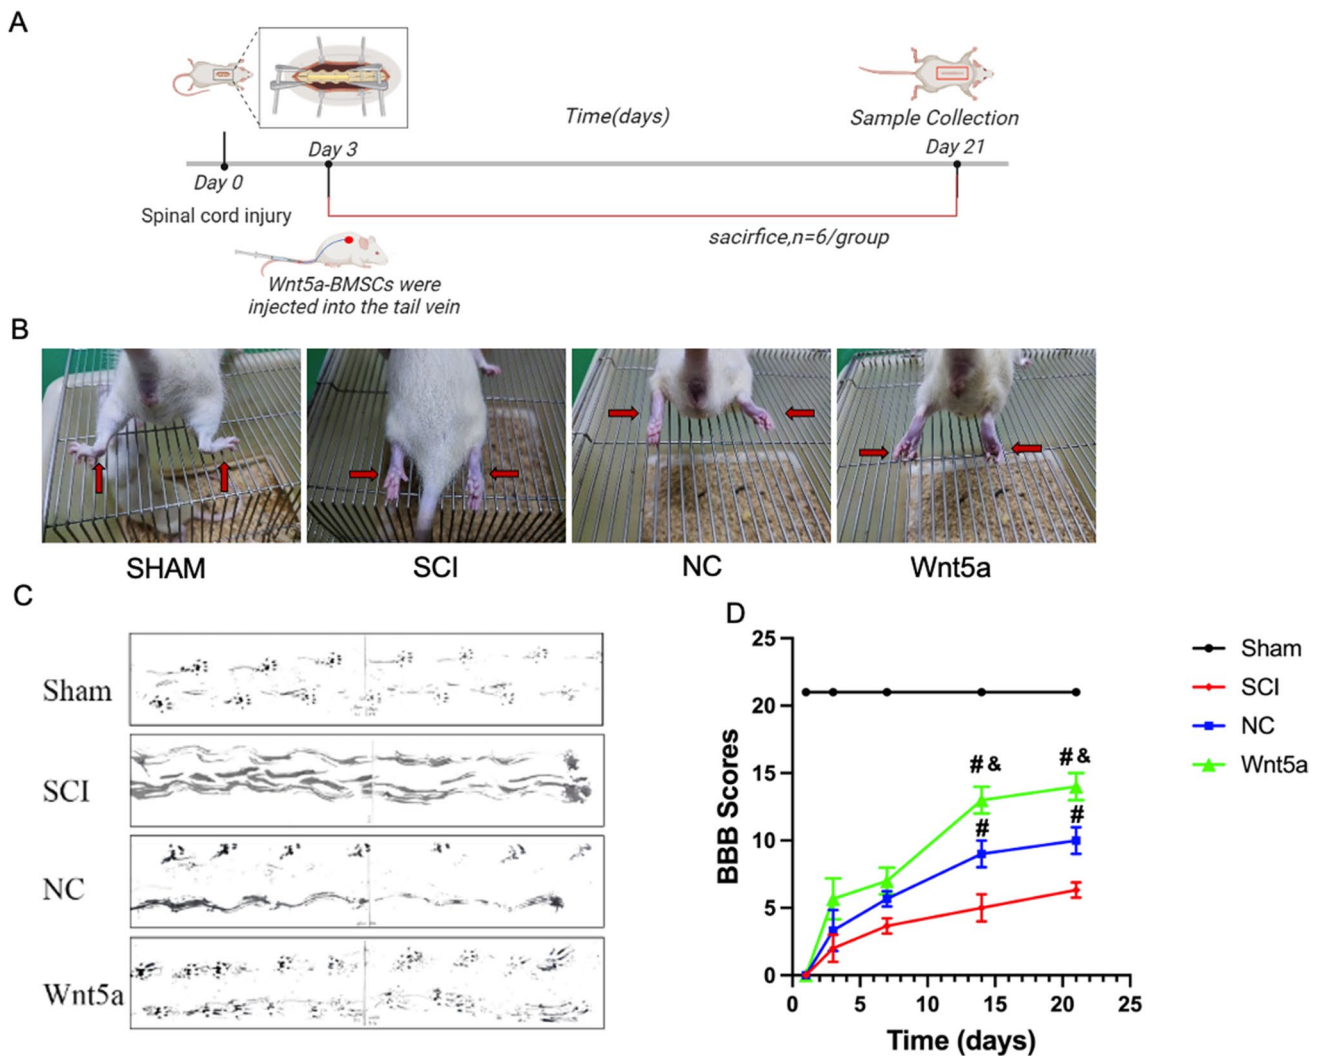 A
Time(days)
Sample Collection
Day 3
Day 21
Day 0
Spinal cord injury
sacirfice,n=6/group
Wnt5a-BMSCs were
injected into the tail vein
B
SHAM
SCI
NC
Wnt5a
C
Sham
SCI
NC
Wnt5a
D
25
20
15
10
5
0
BBB Scores
# &
# &
#
#
0
5
10
15
20
25
Time (days)
Sham
SCI
NC
Wnt5a